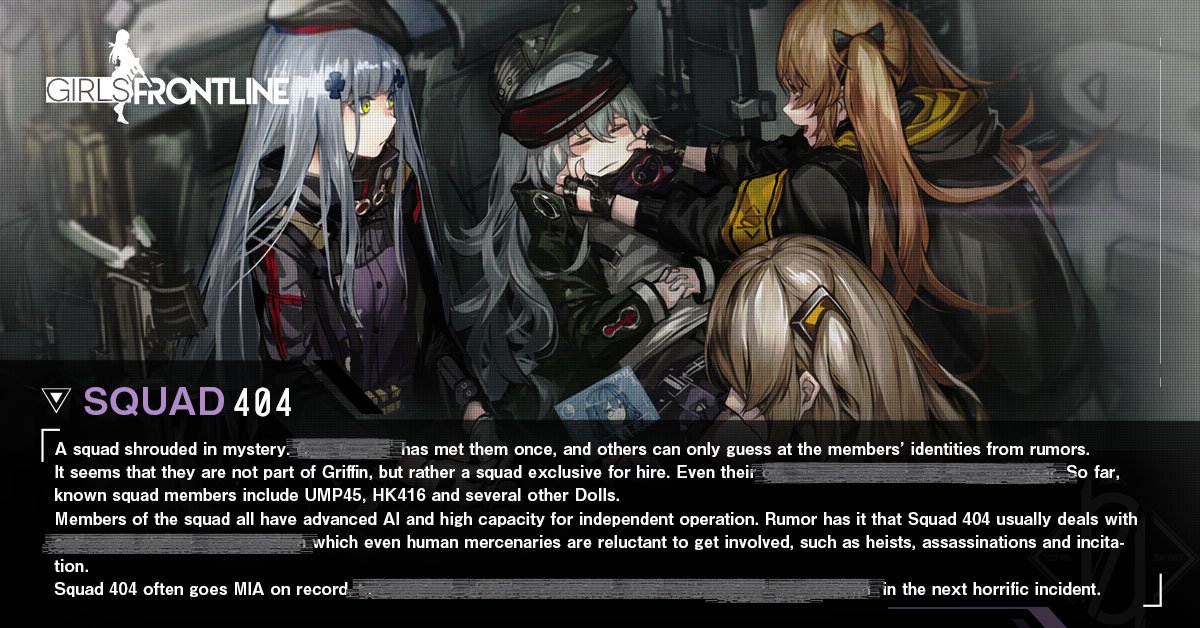 GIRLS FRONTLINE
SQUAD 404
A squad shrouded in mystery. has met them once, and others can only guess at the members’ identities from rumors.
It seems that they are not part of Griffin, but rather a squad exclusive for hire. Even their So far,
known squad members include UMP45, HK416 and several other Dolls.
Members of the squad all have advanced AI and high capacity for independent operation. Rumor has it that Squad 404 usually deals with
which even human mercenaries are reluctant to get involved, such as heists, assassinations and incita-
tion.
Squad 404 often goes MIA on record in the next horrific incident.